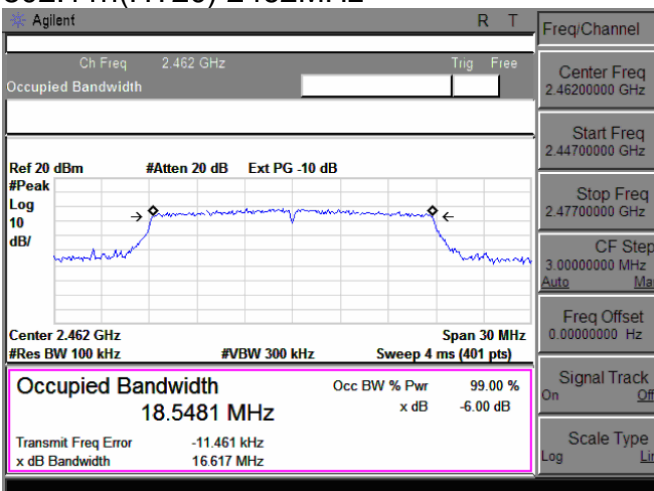 Agilent R T
Ch Freq 2.462 GHz Trig Free
Occupied Bandwidth
Ref 20 dBm #Atten 20 dB Ext PG -10 dB
#Peak
Log
10
dB/
Center 2.462 GHz Span 30 MHz
#Res BW 100 kHz #VBW 300 kHz Sweep 4 ms (401 pts)
Occupied Bandwidth Occ BW % Pwr 99.00 %
18.5481 MHz x dB -6.00 dB
Transmit Freq Error -11.461 kHz
x dB Bandwidth 16.617 MHz
Freq/Channel
Center Freq
2.46200000 GHz
Start Freq
2.44700000 GHz
Stop Freq
2.47700000 GHz
CF Step
3.00000000 MHz
Auto Ma
Freq Offset
0.00000000 Hz
Signal Track
On Off
Scale Type
Log Lin